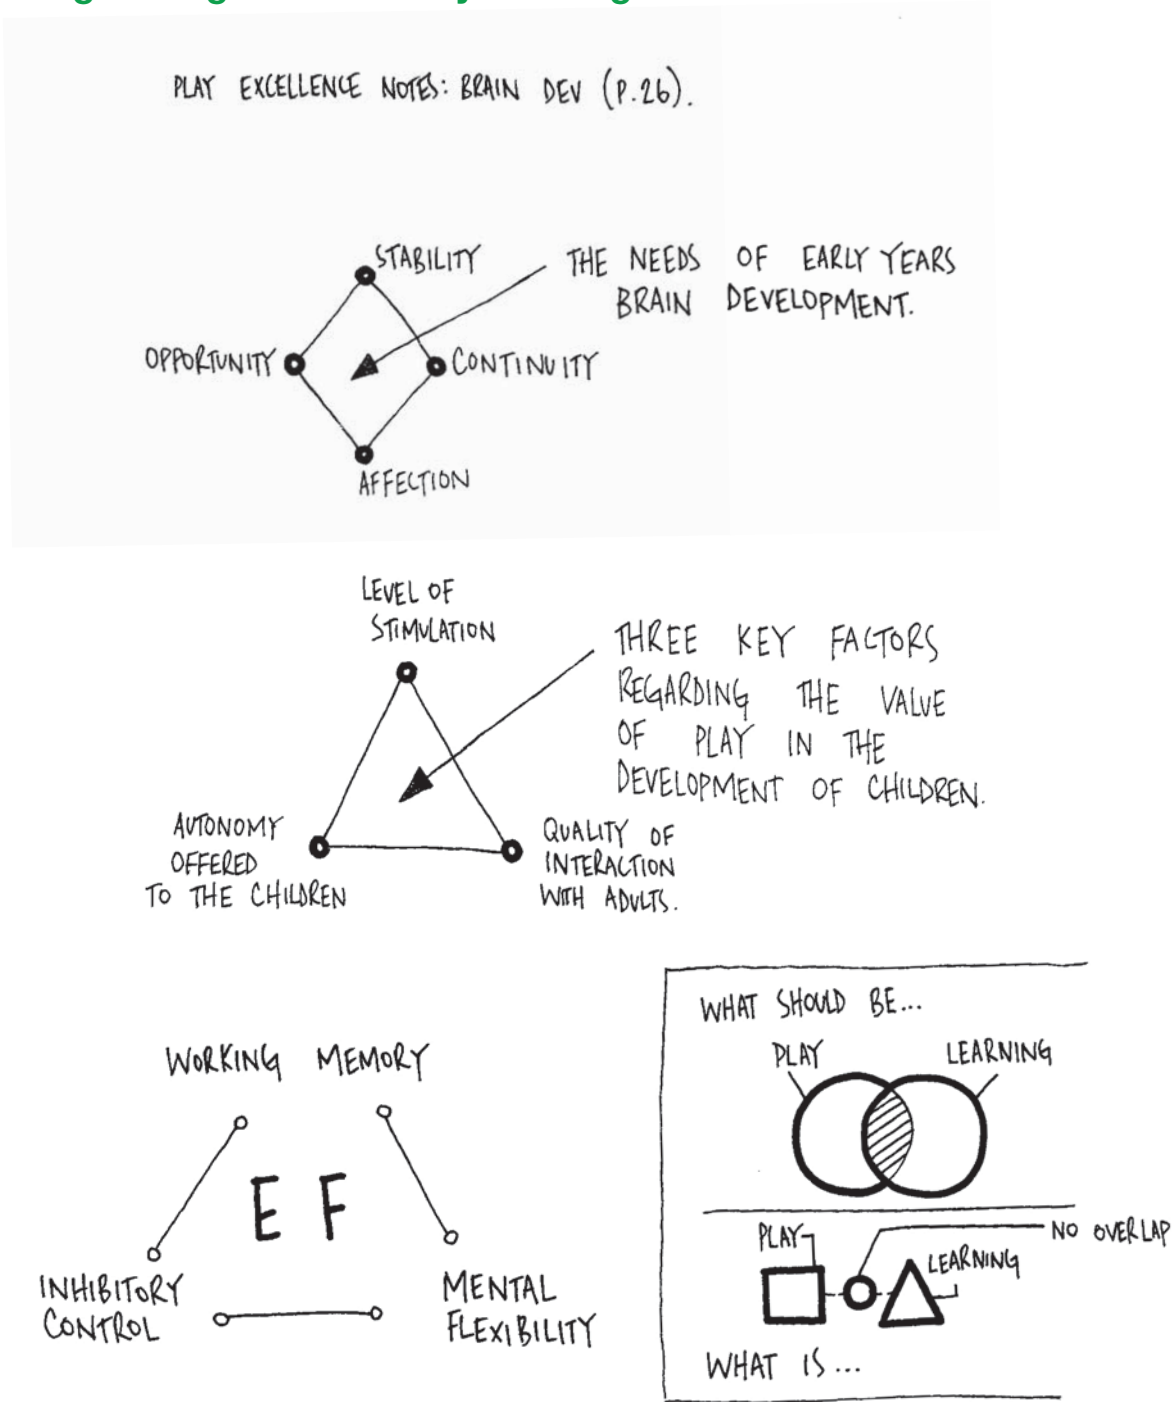 PLAY EXCELLENCE NOTES: BRAIN DEV (P.26).
STABILITY
THE NEEDS OF EARLY YEARS
BRAIN DEVELOPMENT.
OPPORTUNITY
CONTINUITY
AFFECTION
LEVEL OF
STIMULATION
THREE KEY FACTORS
REGARDING THE VALUE
OF PLAY IN THE
DEVELOPMENT OF CHILDREN.
AUTONOMY
OFFERED
TO THE CHILDREN
QUALITY OF
INTERACTION
WITH ADULTS.
WORKING MEMORY
E F
INHIBITORY
CONTROL
MENTAL
FLEXIBILITY
WHAT SHOULD BE...
PLAY
LEARNING
PLAY
NO OVERLAP
LEARNING
WHAT IS...